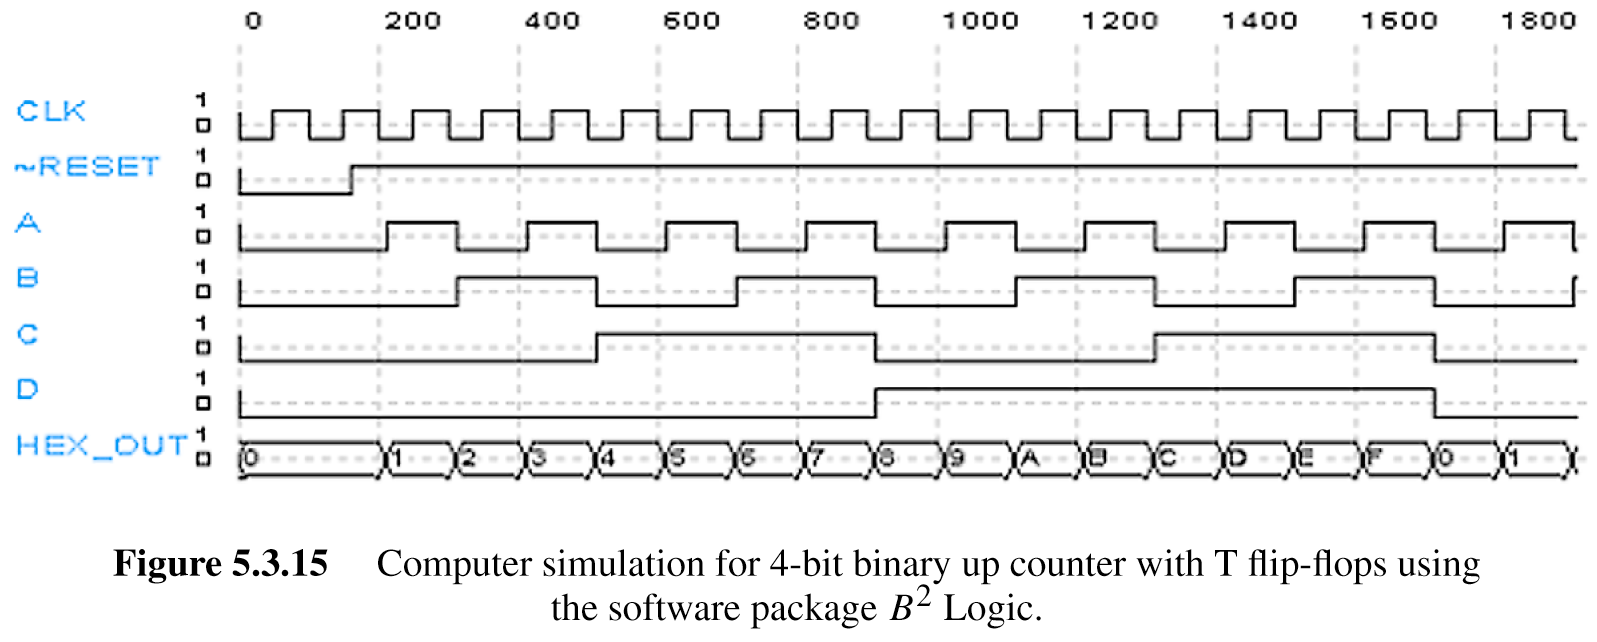 0 200 400 600 800 1000 1200 1400 1600 1800
CLK 1 0
~RESET 1 0
A 1 0
B 1 0
C 1 0
D 1 0
HEX_OUT 1 0
0 1 2 3 4 5 6 7 8 9 A B C D E F 0 1
Figure 5.3.15 Computer simulation for 4-bit binary up counter with T flip-flops using
the software package B² Logic.